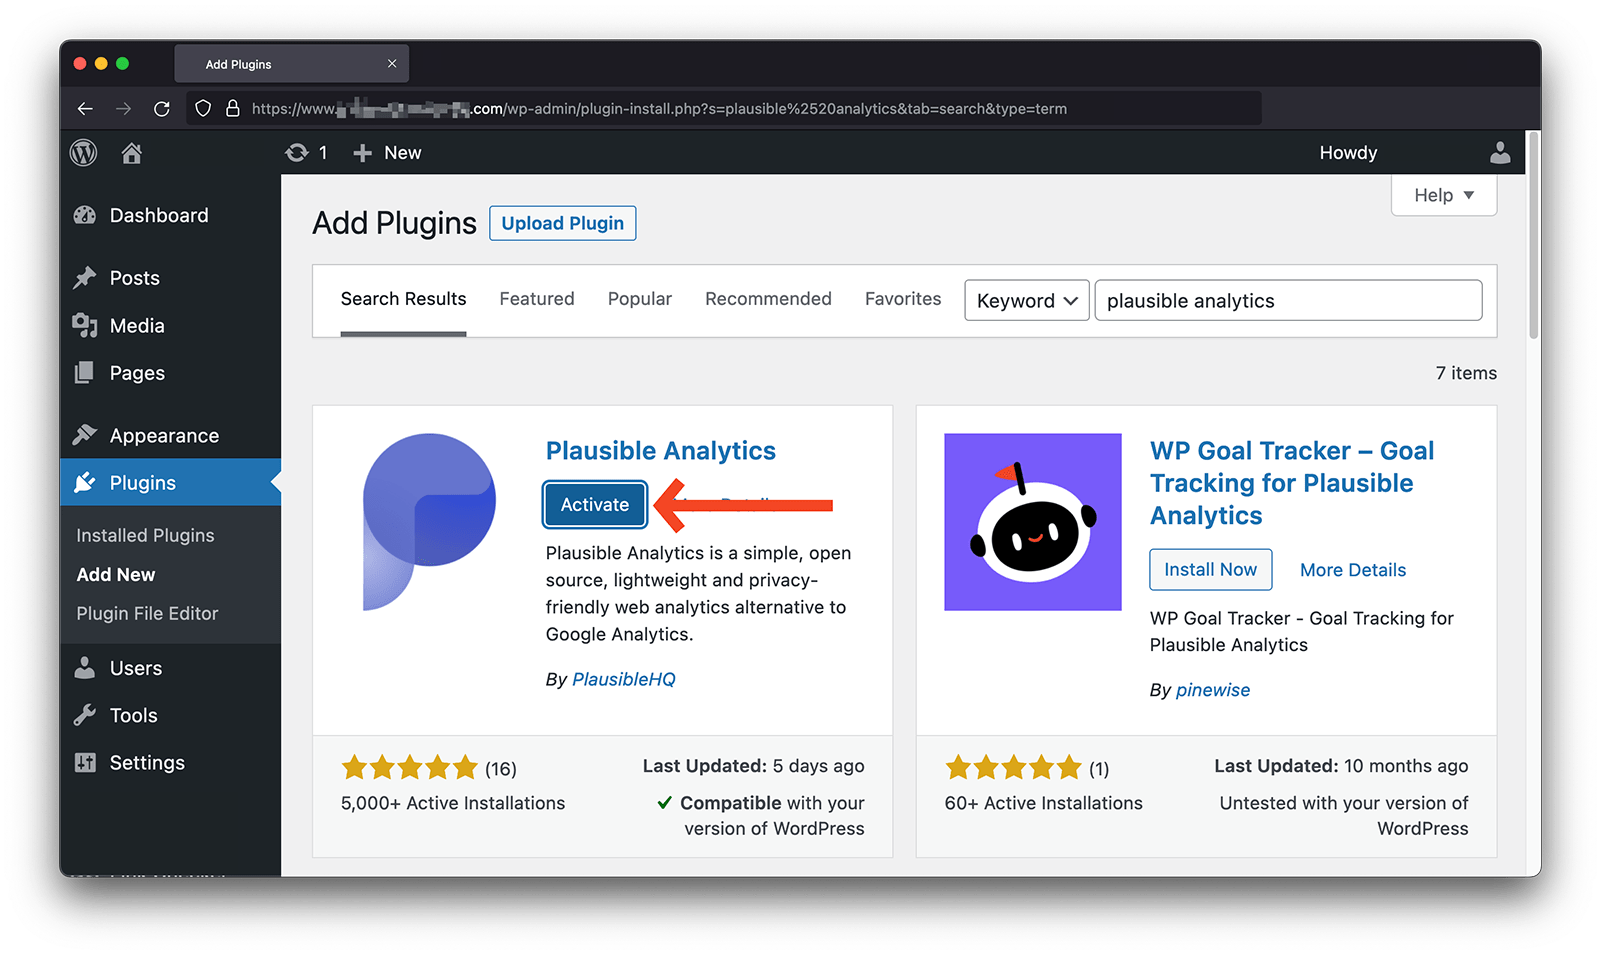 Add Plugins
https://www. .com/wp-admin/plugin-install.php?s=plausible%2520analytics&tab=search&type=term
1 New Howdy
Help
Dashboard
Posts
Media
Pages
Appearance
Plugins
Installed Plugins
Add New
Plugin File Editor
Users
Tools
Settings
Add Plugins Upload Plugin
Search Results Featured Popular Recommended Favorites Keyword plausible analytics
7 items
Plausible Analytics
Activate
Plausible Analytics is a simple, open
source, lightweight and privacy-
friendly web analytics alternative to
Google Analytics.
By PlausibleHQ
(16)
5,000+ Active Installations
Last Updated: 5 days ago
Compatible with your
version of WordPress
WP Goal Tracker – Goal
Tracking for Plausible
Analytics
Install Now More Details
WP Goal Tracker - Goal Tracking for
Plausible Analytics
By pinewise
(1)
60+ Active Installations
Last Updated: 10 months ago
Untested with your version of
WordPress